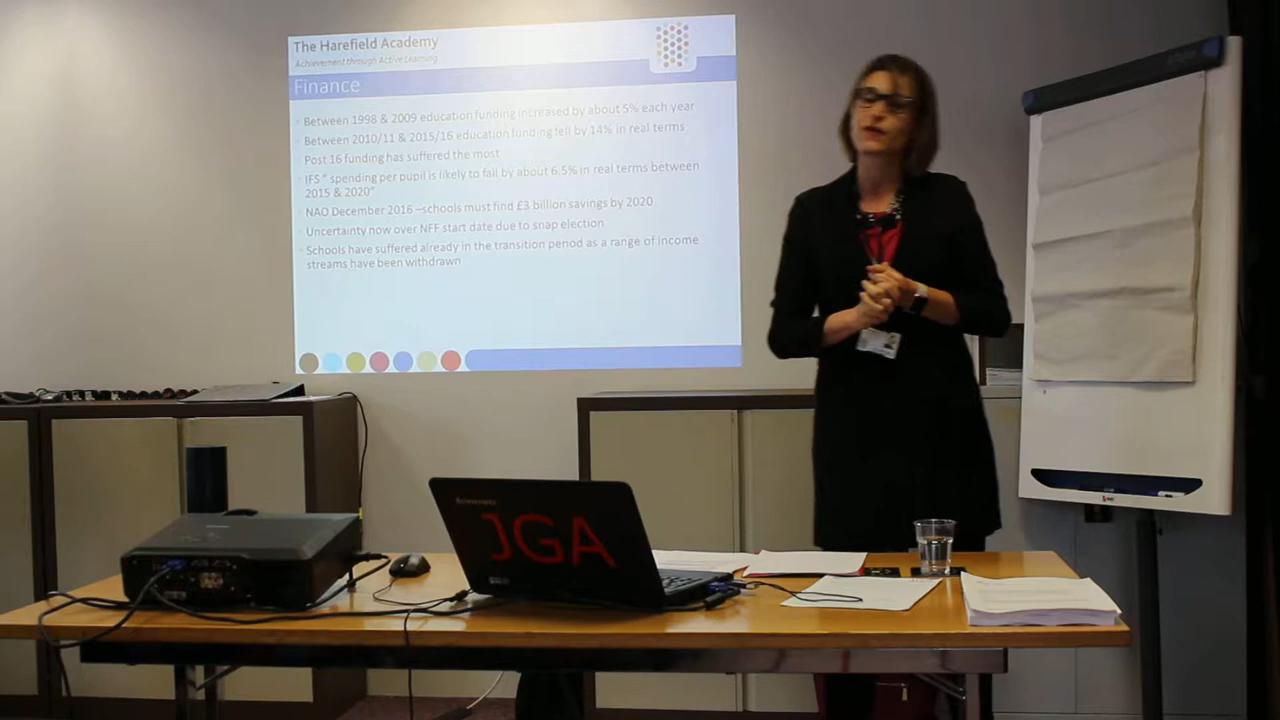 The Harefield Academy
Achievement through Active Learning
Finance
Between 1998 & 2009 education funding increased by about 5% each year
Between 2010/11 & 2015/16 education funding fell by 14% in real terms
Post 16 funding has suffered the most
IFS " spending per pupil is likely to fall by about 6.5% in real terms between
2015 & 2020"
NAO December 2016 –schools must find £3 billion savings by 2020
Uncertainty now over NFF start date due to snap election
Schools have suffered already in the transition period as a range of income
streams have been withdrawn
Lenovo
JGA